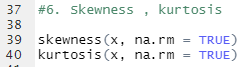 37 #6. Skewness , kurtosis
38
39 skewness(x, na.rm = TRUE)
40 kurtosis(x, na.rm = TRUE)